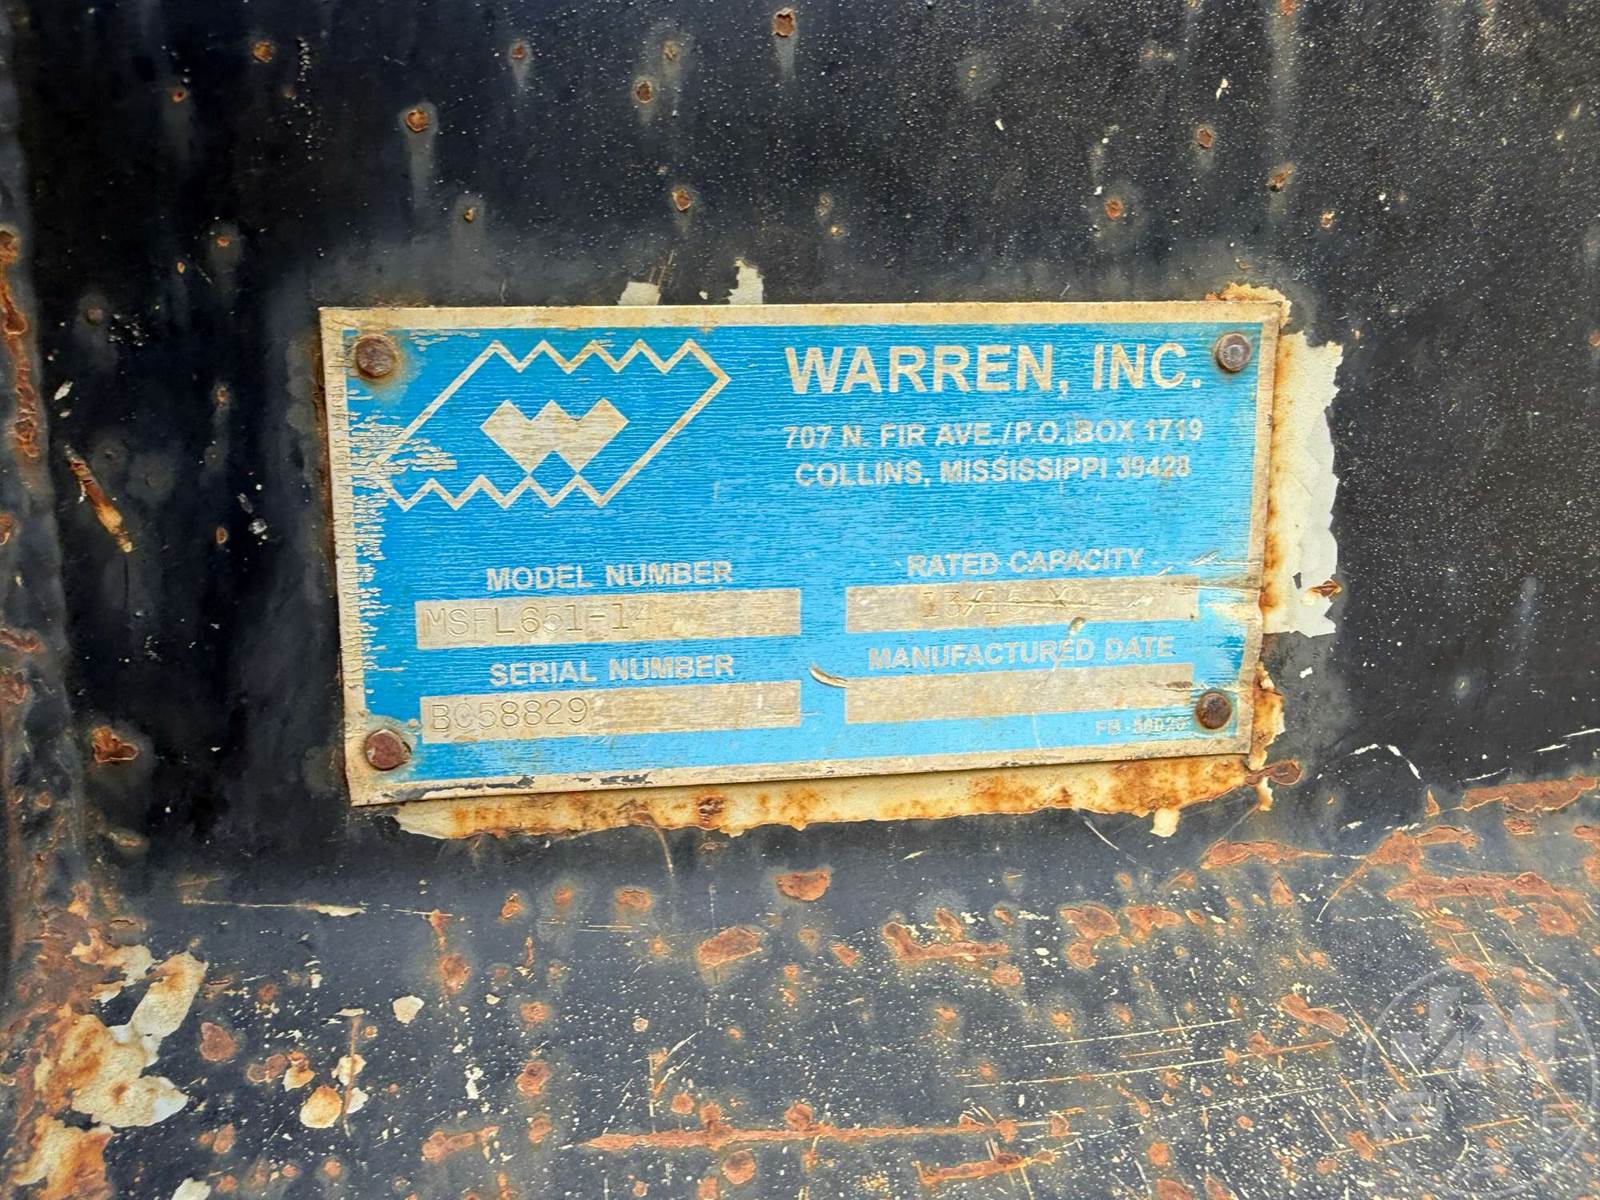 WARREN, INC.
707 N. FIR AVE./P.O. BOX 1719
COLLINS, MISSISSIPPI 39428
MODEL NUMBER
MSFL651-14
RATED CAPACITY
SERIAL NUMBER
BC58829
MANUFACTURED DATE